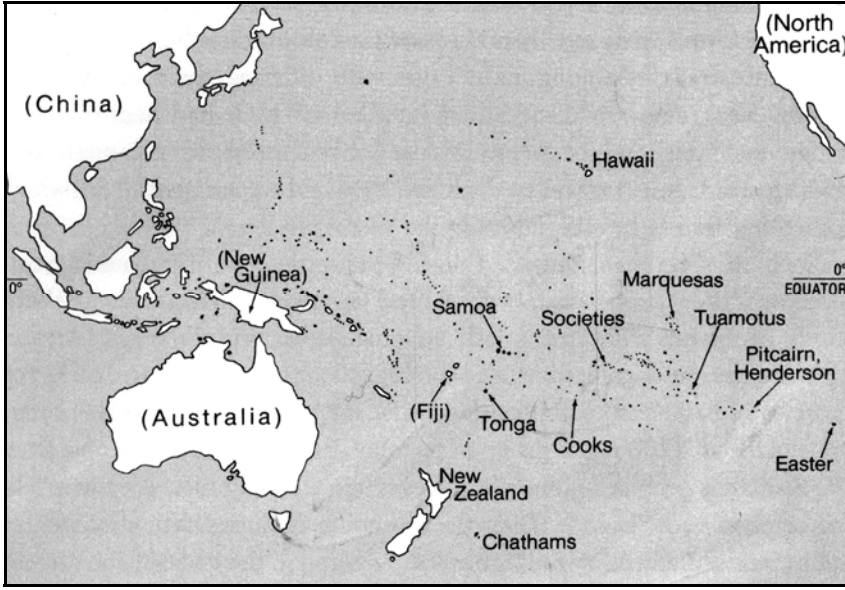 (North
America)
(China)
Hawaii
(New
Guinea)
0°
0°
EQUATOR
Marquesas
Samoa
Societies
Tuamotus
Pitcairn,
Henderson
(Australia)
(Fiji)
Tonga
Cooks
Easter
New
Zealand
Chathams